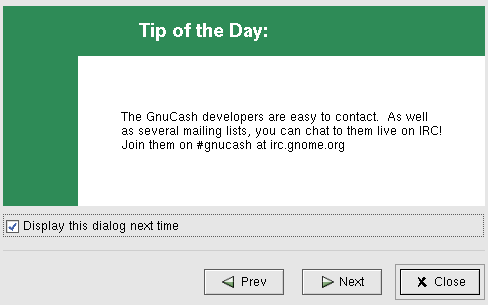 Tip of the Day:
The GnuCash developers are easy to contact.  As well
as several mailing lists, you can chat to them live on IRC!
Join them on #gnucash at irc.gnome.org
Display this dialog next time
Prev
Next
Close